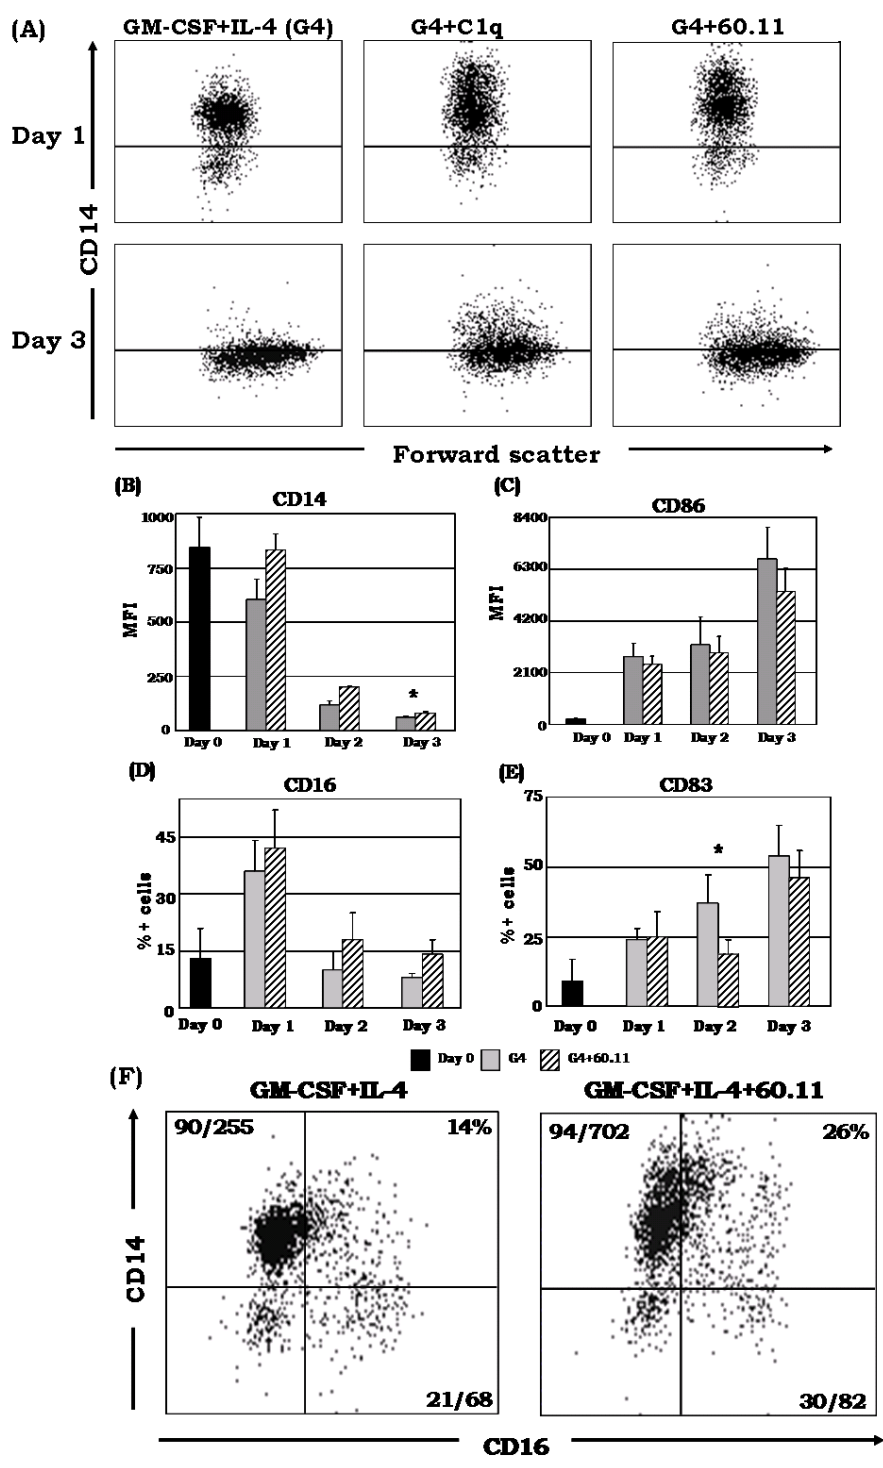 (A)
GM-CSF+IL-4 (G4)
G4+C1q
G4+60.11
Day 1
CD14
Day 3
Forward scatter
(B)
CD14
1000
750
500
250
0
MFI
*
Day 0 Day 1 Day 2 Day 3
(C)
CD86
8400
6300
4200
2100
0
MFI
Day 0 Day 1 Day 2 Day 3
(D)
CD16
45
30
15
0
%+ cells
Day 0 Day 1 Day 2 Day 3
(E)
CD83
75
50
25
0
%+ cells
*
Day 0 Day 1 Day 2 Day 3
Day 0 G4 G4+60.11
(F)
GM-CSF+IL-4
GM-CSF+IL-4+60.11
90/255 14%
94/702 26%
CD14
21/68
30/82
CD16